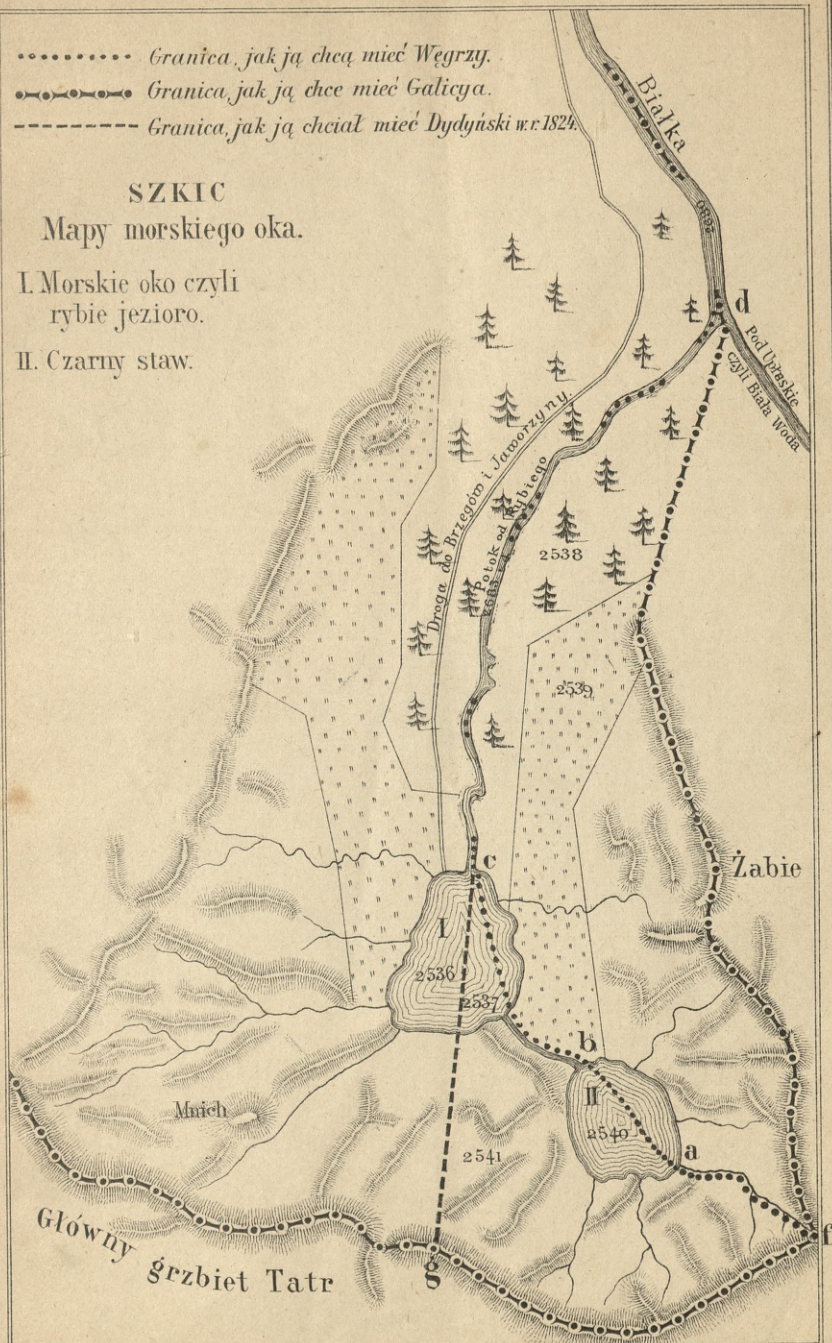 Granica, jak ją chcą mieć Węgrzy.
Granica, jak ją chce mieć Galicya.
Granica, jak ją chciał mieć Dydyński w. r. 1824.
SZKIC
Mapy morskiego oka.
I. Morskie oko czyli
rybie jezioro.
II. Czarny staw.
Białka
d
Pod Upłaskie
czyli Biała Woda
Droga do Brzegów i Jaworzyny.
Potok od Rybiego
2538
2539
Żabie
c
I
2536
2537
b
II
2540
a
Mnich
2541
f
g
Główny grzbiet Tatr